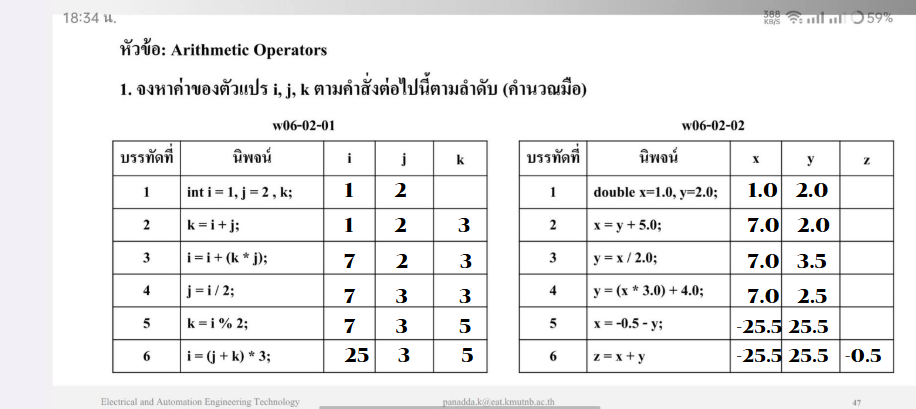 18:34 น.
388 KB/S 59%
หัวข้อ: Arithmetic Operators
1. จงหาค่าของตัวแปร i, j, k ตามคำสั่งต่อไปนี้ตามลำดับ (คำนวณมือ)
w06-02-01
บรรทัดที่ นิพจน์ i j k
1 int i = 1, j = 2 , k; 1 2
2 k = i + j; 1 2 3
3 i = i + (k * j); 7 2 3
4 j = i / 2; 7 3 3
5 k = i % 2; 7 3 5
6 i = (j + k) * 3; 25 3 5
w06-02-02
บรรทัดที่ นิพจน์ x y z
1 double x=1.0, y=2.0; 1.0 2.0
2 x = y + 5.0; 7.0 2.0
3 y = x / 2.0; 7.0 3.5
4 y = (x * 3.0) + 4.0; 7.0 2.5
5 x = -0.5 - y; -25.5 25.5
6 z = x + y -25.5 25.5 -0.5
Electrical and Automation Engineering Technology panadda.k@eat.kmutnb.ac.th 47